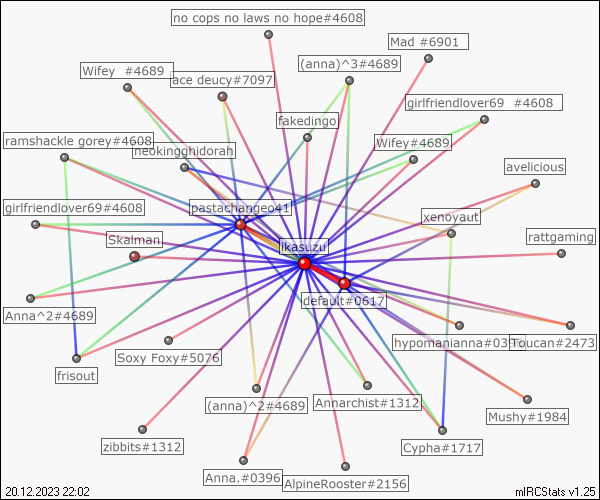 no cops no laws no hope#4608
Mad #6901
(anna)^3#4689
Wifey #4689
ace deucy#7097
girlfriendlover69 #4608
fakedingo
ramshackle gorey#4608
Wifey#4689
neokingghidorah
avelicious
girlfriendlover69#4608
pastachangeo41
xenoyaut
Skalman
ikasuzu
rattgaming
default#0617
Anna^2#4689
hypomanianna#03
Toucan#2473
Soxy Foxy#5076
frisout
(anna)^2#4689
Annarchist#1312
Mushy#1984
zibbits#1312
Cypha#1717
Anna.#0396
AlpineRooster#2156
20.12.2023 22:02
mIRCStats v1.25